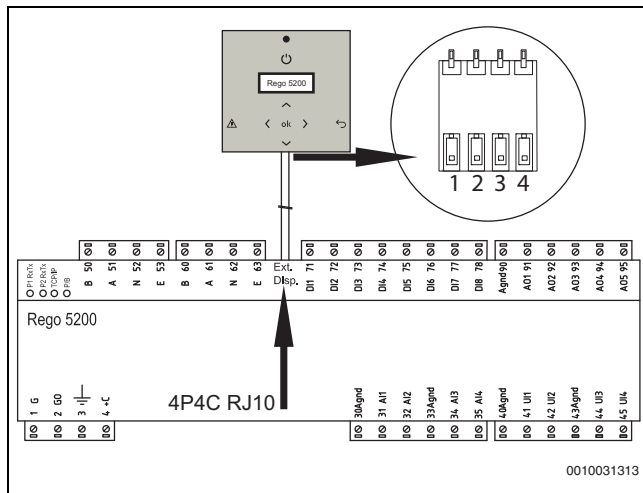 Rego 5200
ok
1 2 3 4
P1 RxTx
P2 RxTx
TCP/IP
P/B
B 50
A 51
N 52
E 53
B 60
A 61
N 62
E 63
Ext.
Disp.
DI1 71
DI2 72
DI3 73
DI4 74
DI5 75
DI6 76
DI7 77
DI8 78
Agnd90
AO1 91
AO2 92
AO3 93
AO4 94
AO5 95
Rego 5200
4P4C RJ10
1 G
2 G0
3
4 +C
30Agnd
31 AI1
32 AI2
33Agnd
34 AI3
35 AI4
40Agnd
41 UI1
42 UI2
43Agnd
44 UI3
45 UI4
0010031313